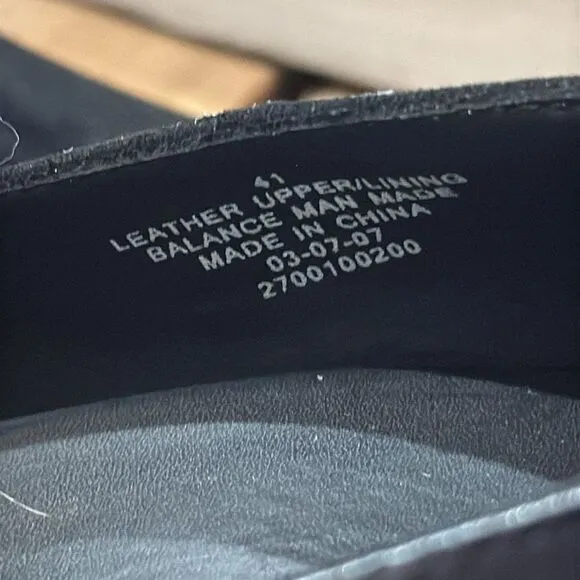 41
LEATHER UPPER/LINING
BALANCE MAN MADE
MADE IN CHINA
03-07-07
2700100200